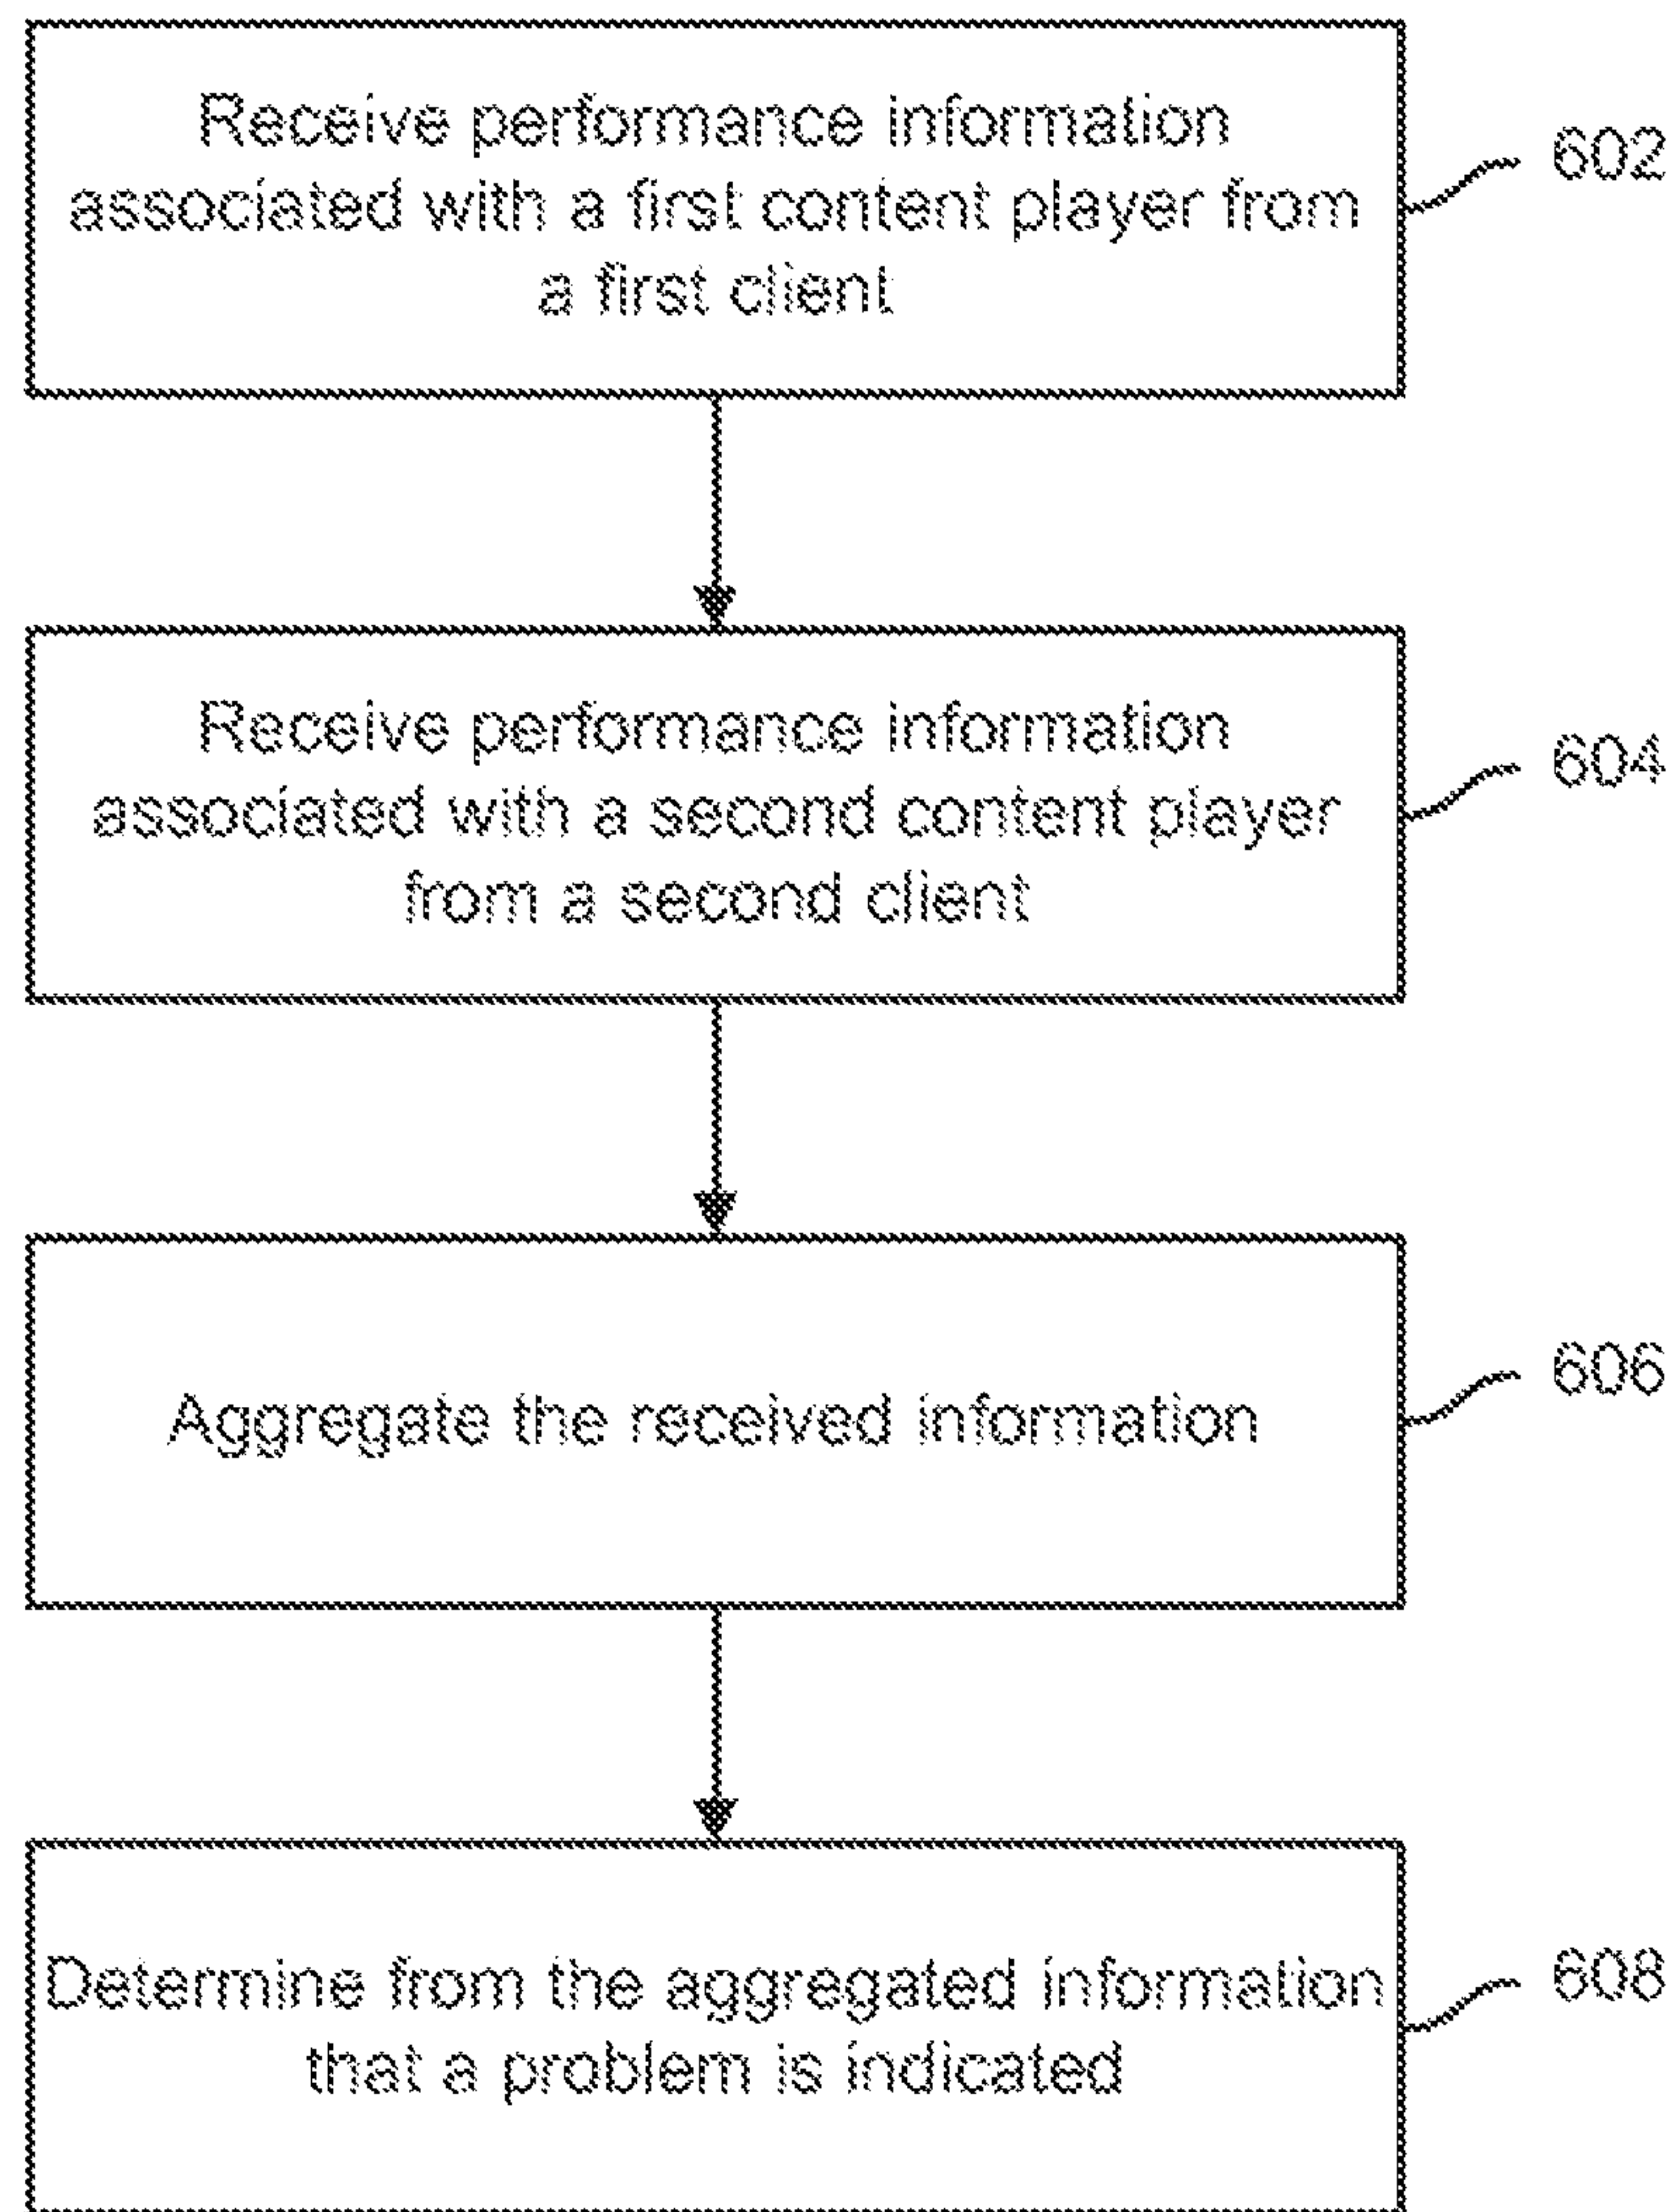 Receive performance information
associated with a first content player from
a first client
602
Receive performance information
associated with a second content player
from a second client
604
Aggregate the received information
606
Determine from the aggregated information
that a problem is indicated
608